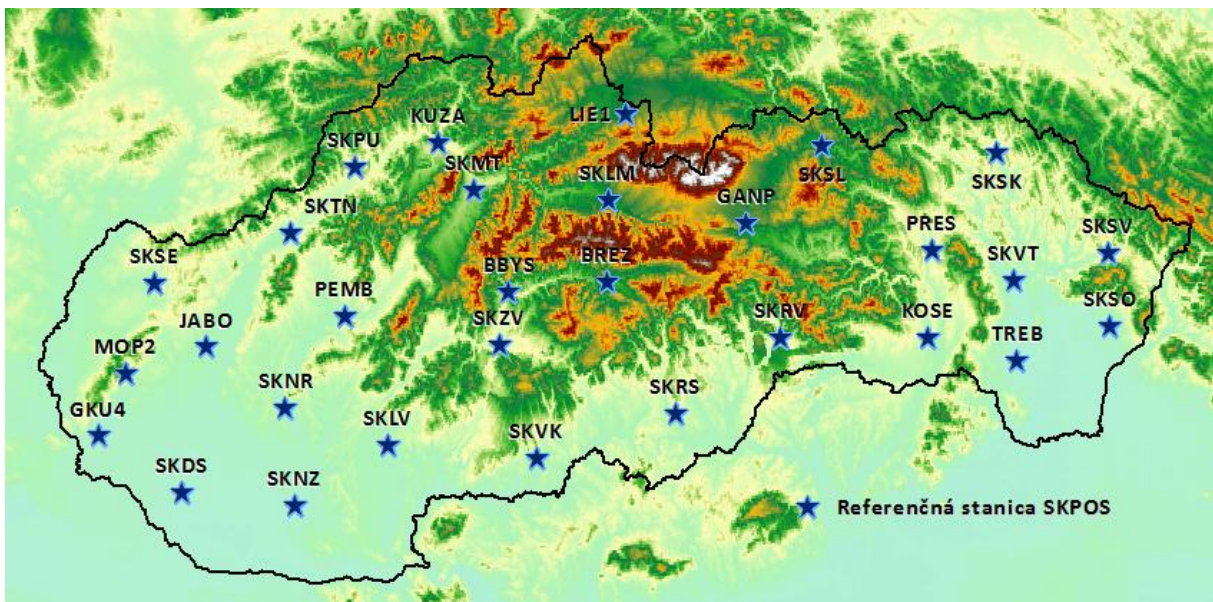 KUZA
LIE1
SKPU
SKMT
SKLM
SKSL
SKSK
GANP
SKTN
PRES
SKSV
SKSE
BBYS
BREZ
SKVT
PEMB
SKSO
JABO
SKZV
SKRV
KOSE
TREB
MOP2
SKNR
SKRS
GKU4
SKLV
SKVK
SKDS
SKNZ
Referenčná stanica SKPOS